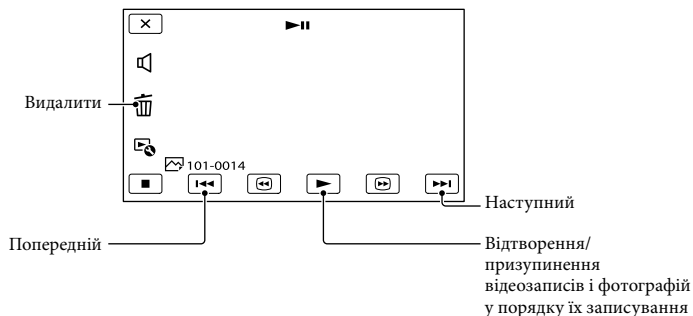 Видалити
101-0014
Наступний
Попередній
Відтворення/
призупинення
відеозаписів і фотографій
у порядку їх записування